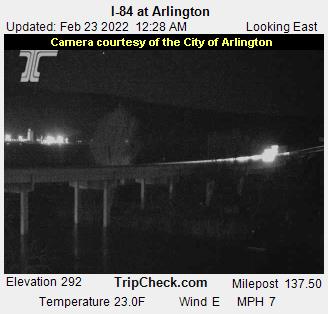 I-84 at Arlington
Updated: Feb 23 2022 12:28 AM Looking East
Camera courtesy of the City of Arlington
Elevation 292 TripCheck.com Milepost 137.50
Temperature 23.0F Wind E MPH 7